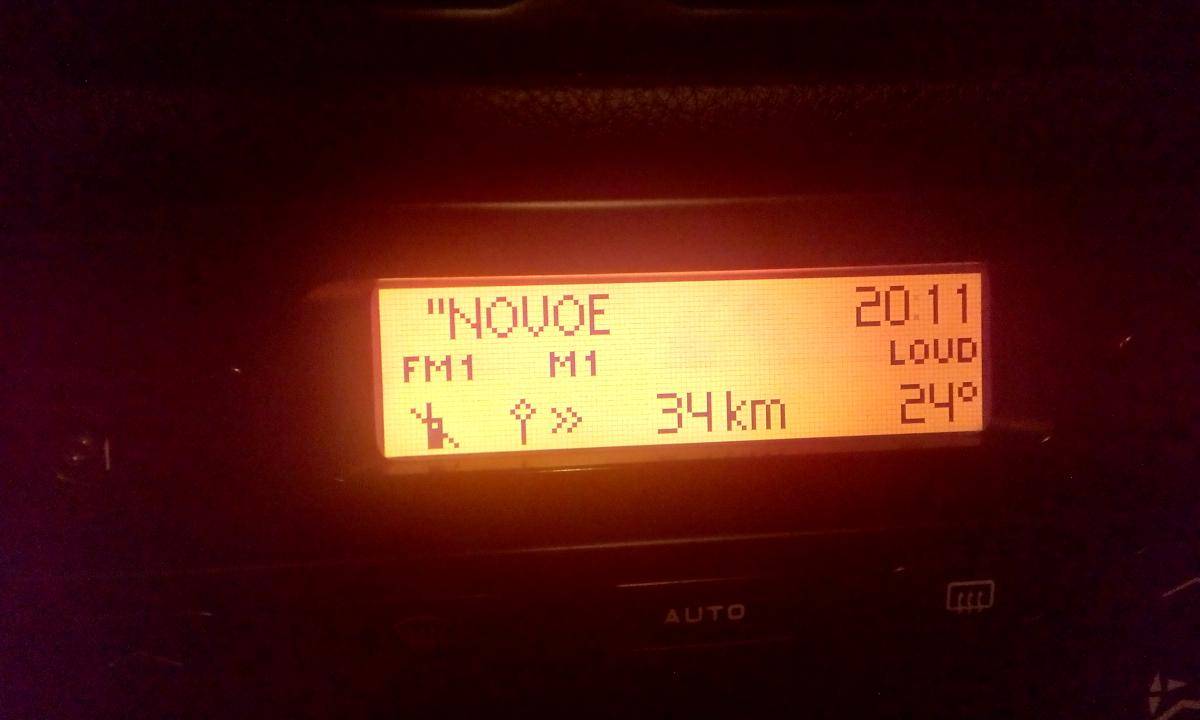 "NOVOE 20:11
FM1 M1 LOUD
34 km 24°
AUTO